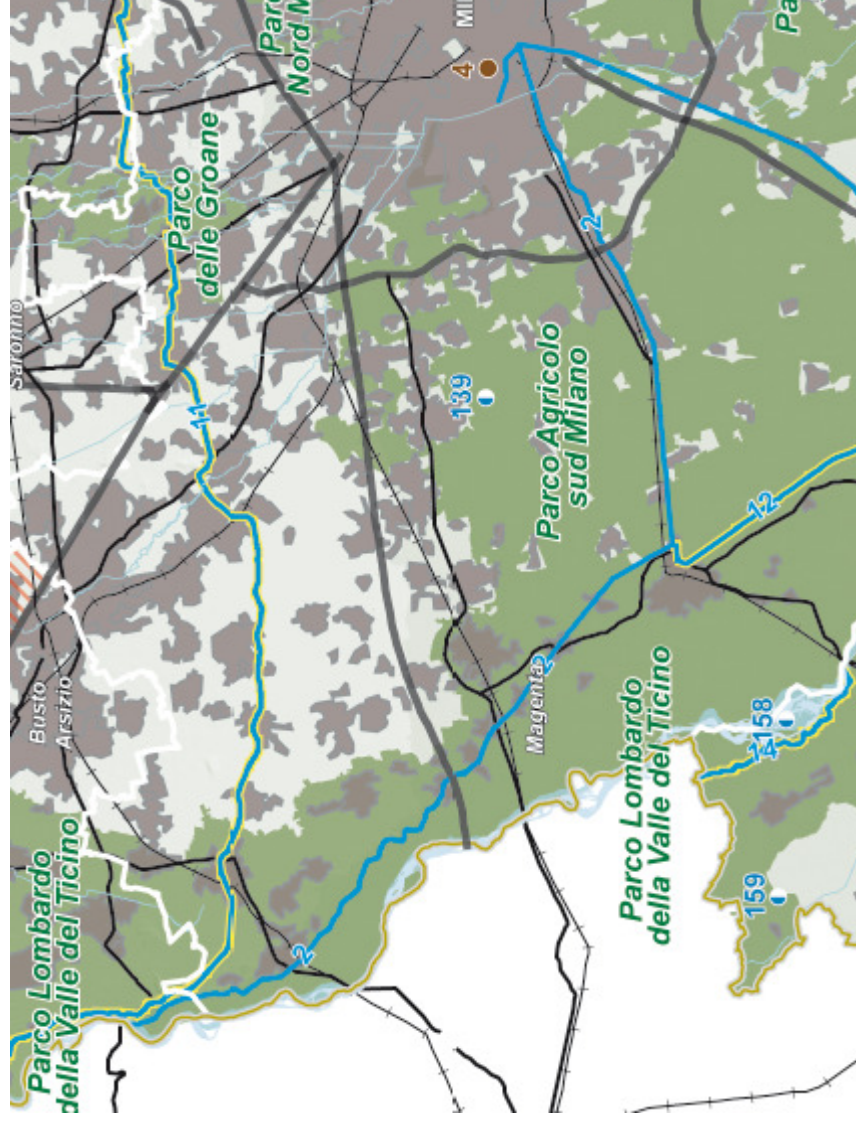 Parco
Nord M
MI
4
Pa
Parco
delle Groane
Saronno
11
2
139
Parco Agricolo
sud Milano
12
Busto
Arsizio
2
Magenta
Parco Lombardo
della Valle del Ticino
158
14
159
2
Parco Lombardo
della Valle del Ticino